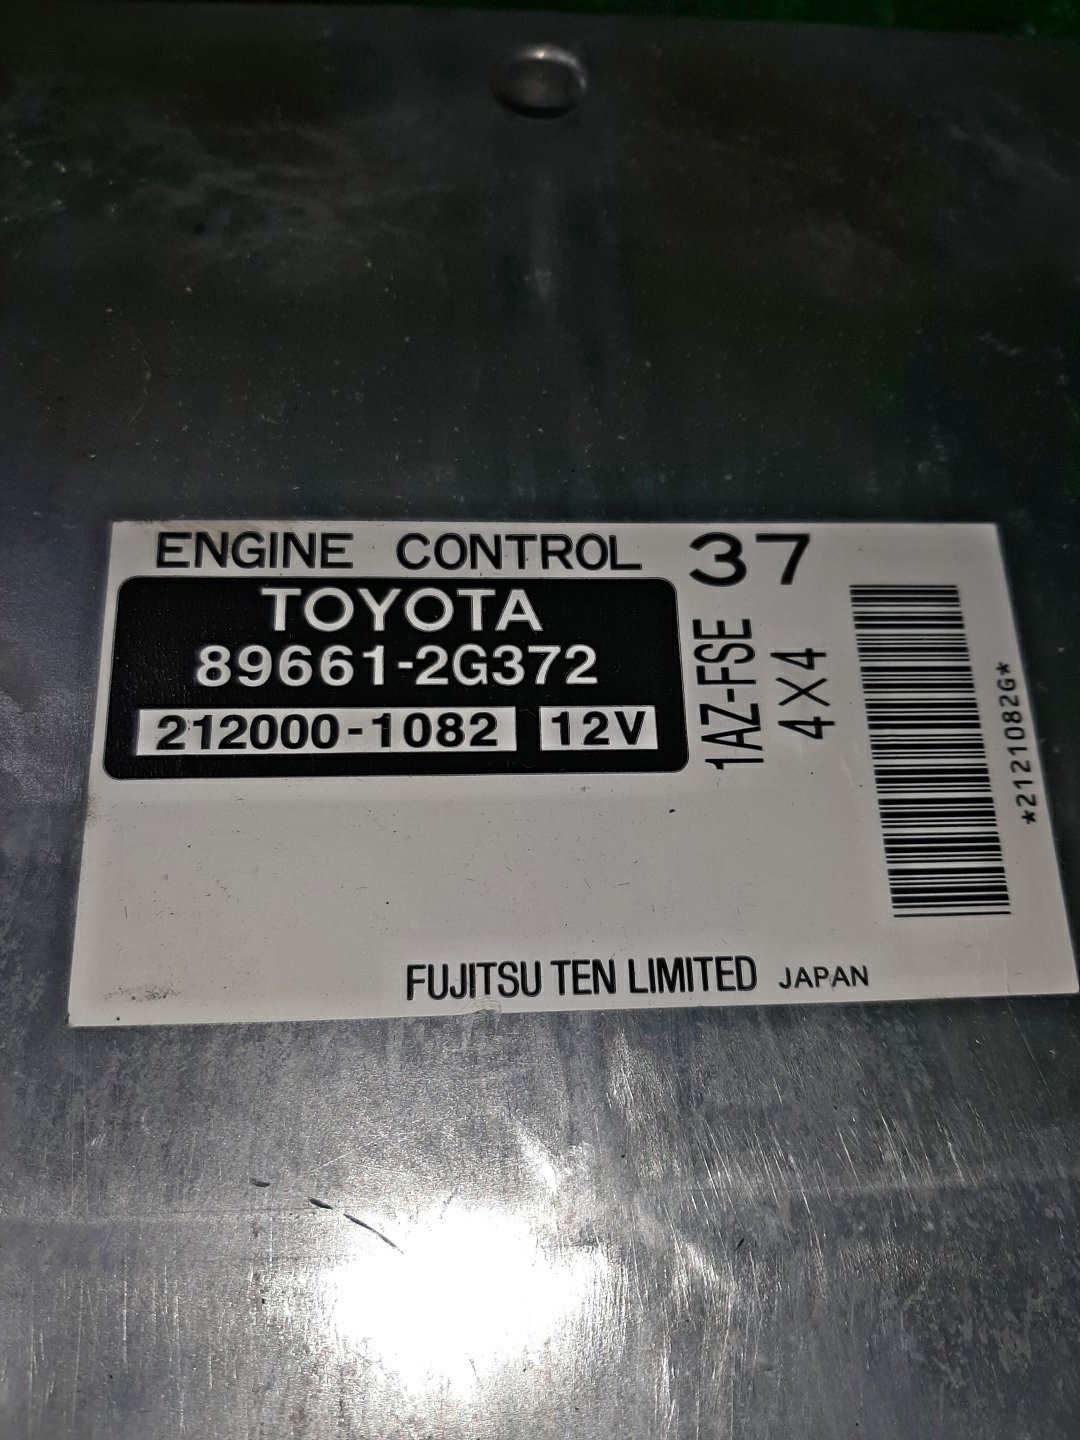 ENGINE CONTROL 37
TOYOTA
89661-2G372
212000-1082 12V
1AZ-FSE
4X4
*2121082G*
FUJITSU TEN LIMITED JAPAN